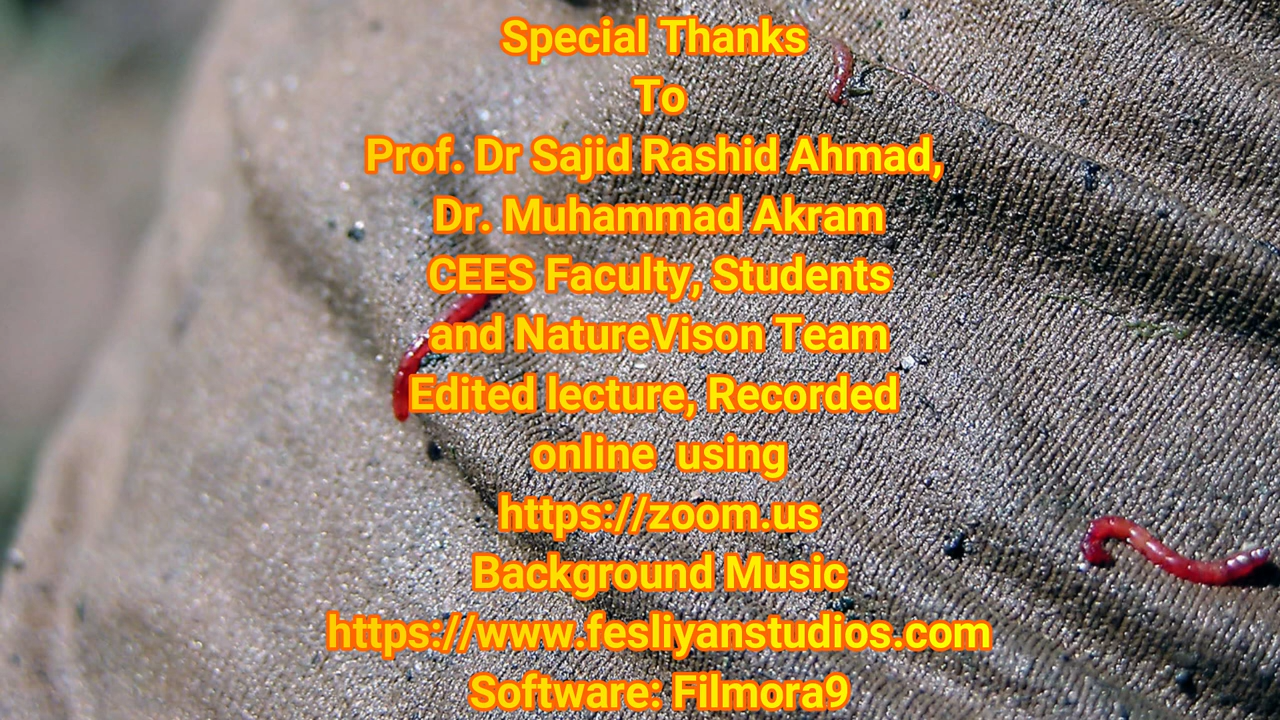 Special Thanks
To
Prof. Dr Sajid Rashid Ahmad,
Dr. Muhammad Akram
CEES Faculty, Students
and NatureVison Team
Edited lecture, Recorded
online using
https://zoom.us
Background Music
https://www.fesliyanstudios.com
Software: Filmora9